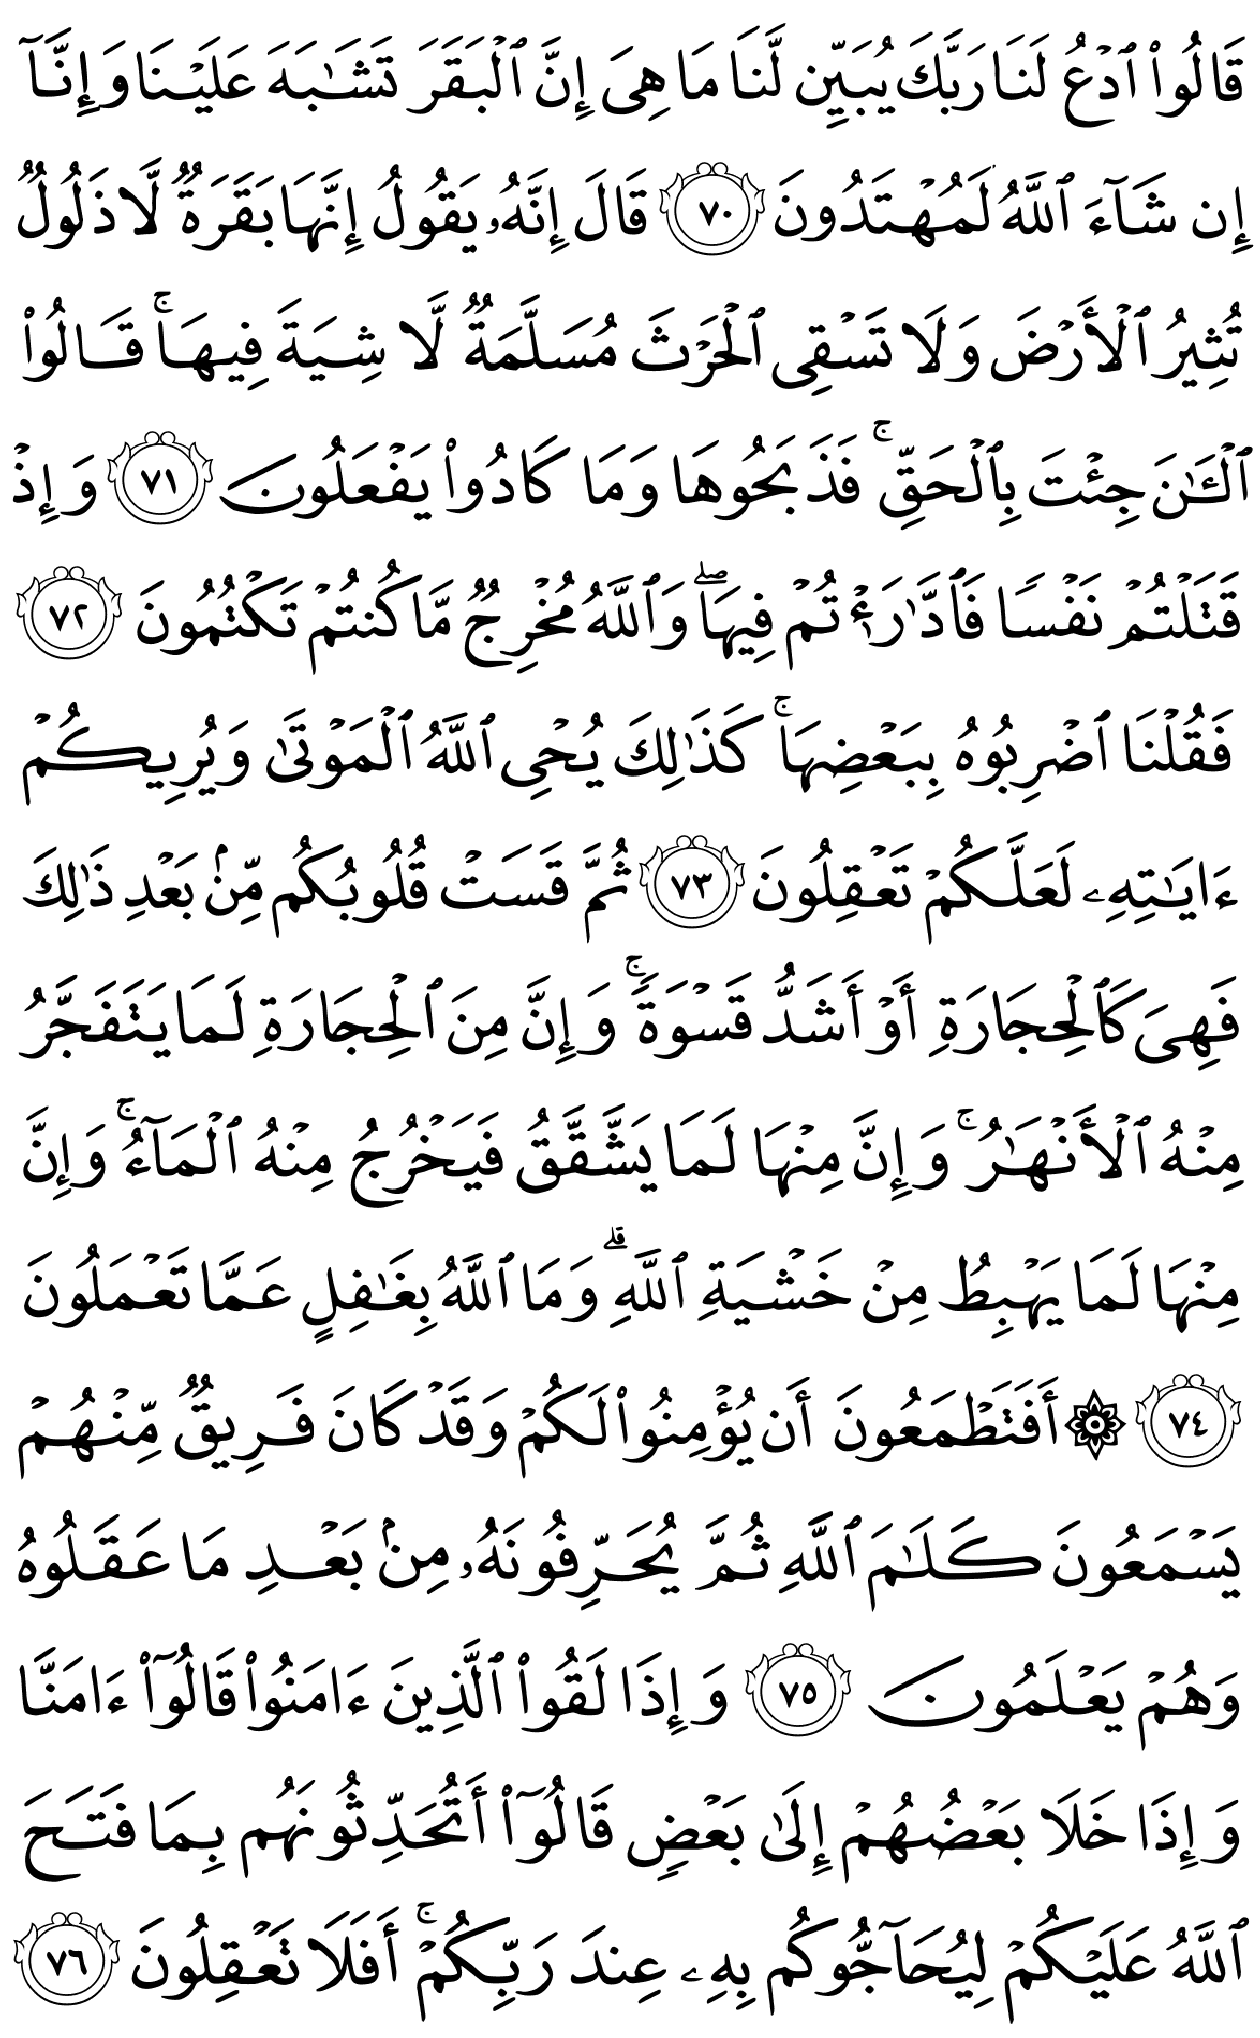 قَالُوا۟ ٱدْعُ لَنَا رَبَّكَ يُبَيِّن لَّنَا مَا هِىَ إِنَّ ٱلْبَقَرَ تَشَـٰبَهَ عَلَيْنَا وَإِنَّآ
إِن شَآءَ ٱللَّهُ لَمُهْتَدُونَ ٧٠ قَالَ إِنَّهُۥ يَقُولُ إِنَّهَا بَقَرَةٌ لَّا ذَلُولٌ
تُثِيرُ ٱلْأَرْضَ وَلَا تَسْقِى ٱلْحَرْثَ مُسَلَّمَةٌ لَّا شِيَةَ فِيهَا ۚ قَالُوا۟
ٱلْـَٔـٰنَ جِئْتَ بِٱلْحَقِّ ۚ فَذَبَحُوهَا وَمَا كَادُوا۟ يَفْعَلُونَ ٧١ وَإِذْ
قَتَلْتُمْ نَفْسًا فَٱدَّٰرَْٰٔتُمْ فِيهَا ۖ وَٱللَّهُ مُخْرِجٌ مَّا كُنتُمْ تَكْتُمُونَ ٧٢
فَقُلْنَا ٱضْرِبُوهُ بِبَعْضِهَا ۚ كَذَٰلِكَ يُحْىِ ٱللَّهُ ٱلْمَوْتَىٰ وَيُرِيكُمْ
ءَايَـٰتِهِۦ لَعَلَّكُمْ تَعْقِلُونَ ٧٣ ثُمَّ قَسَتْ قُلُوبُكُم مِّنۢ بَعْدِ ذَٰلِكَ
فَهِىَ كَٱلْحِجَارَةِ أَوْ أَشَدُّ قَسْوَةً ۚ وَإِنَّ مِنَ ٱلْحِجَارَةِ لَمَا يَتَفَجَّرُ
مِنْهُ ٱلْأَنْهَـٰرُ ۚ وَإِنَّ مِنْهَا لَمَا يَشَّقَّقُ فَيَخْرُجُ مِنْهُ ٱلْمَآءُ ۚ وَإِنَّ
مِنْهَا لَمَا يَهْبِطُ مِنْ خَشْيَةِ ٱللَّهِ ۗ وَمَا ٱللَّهُ بِغَـٰفِلٍ عَمَّا تَعْمَلُونَ
٧٤ ۞ أَفَتَطْمَعُونَ أَن يُؤْمِنُوا۟ لَكُمْ وَقَدْ كَانَ فَرِيقٌ مِّنْهُمْ
يَسْمَعُونَ كَلَـٰمَ ٱللَّهِ ثُمَّ يُحَرِّفُونَهُۥ مِنۢ بَعْدِ مَا عَقَلُوهُ
وَهُمْ يَعْلَمُونَ ٧٥ وَإِذَا لَقُوا۟ ٱلَّذِينَ ءَامَنُوا۟ قَالُوٓا۟ ءَامَنَّا
وَإِذَا خَلَا بَعْضُهُمْ إِلَىٰ بَعْضٍ قَالُوٓا۟ أَتُحَدِّثُونَهُم بِمَا فَتَحَ
ٱللَّهُ عَلَيْكُمْ لِيُحَآجُّوكُم بِهِۦ عِندَ رَبِّكُمْ ۚ أَفَلَا تَعْقِلُونَ ٧٦